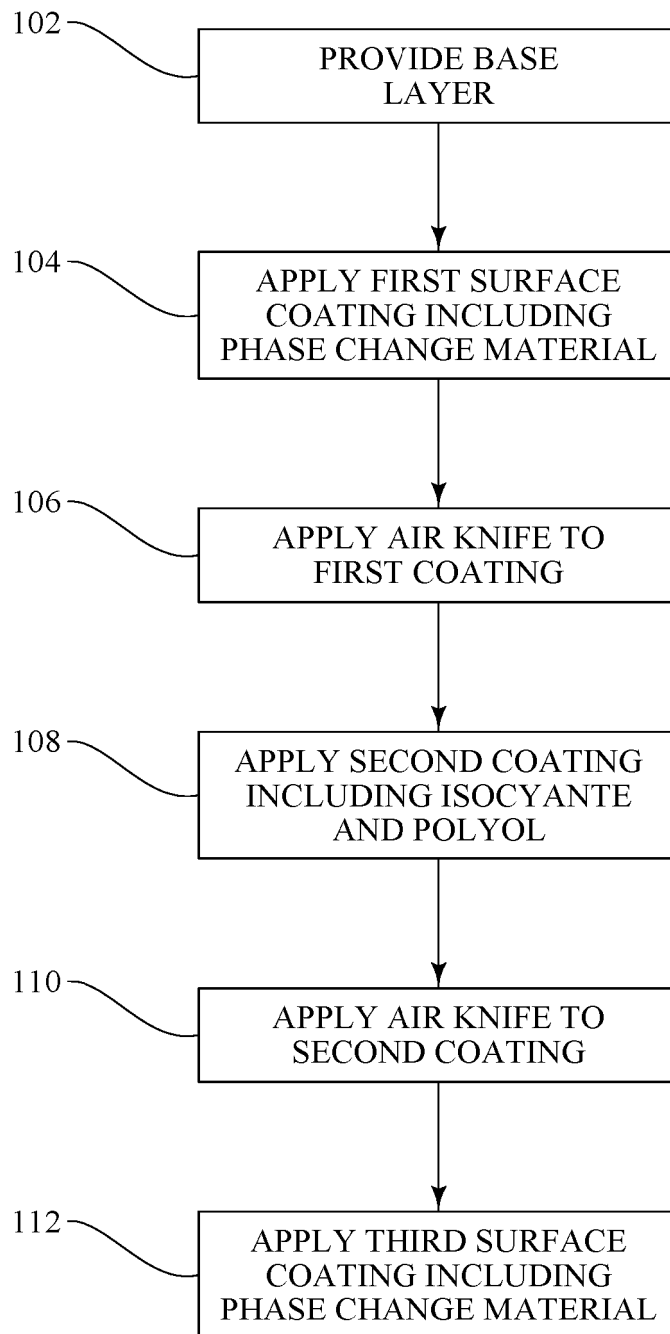 102
PROVIDE BASE
LAYER
104
APPLY FIRST SURFACE
COATING INCLUDING
PHASE CHANGE MATERIAL
106
APPLY AIR KNIFE TO
FIRST COATING
108
APPLY SECOND COATING
INCLUDING ISOCYANTE
AND POLYOL
110
APPLY AIR KNIFE TO
SECOND COATING
112
APPLY THIRD SURFACE
COATING INCLUDING
PHASE CHANGE MATERIAL